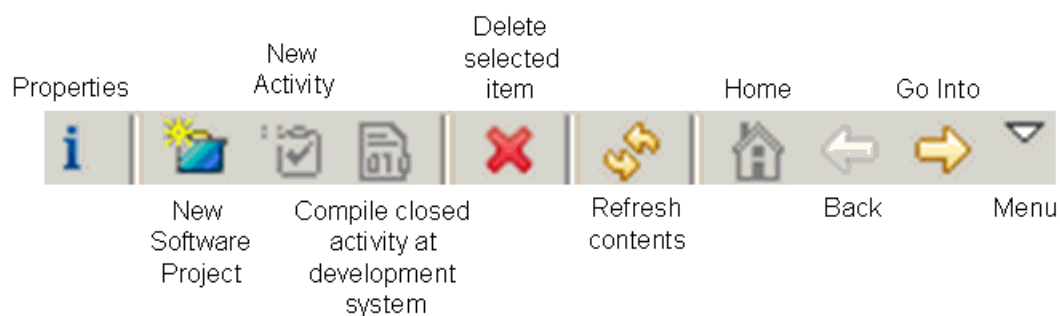 Properties
New
Activity
Delete
selected
item
Home
Go Into
New
Software
Project
Compile closed
activity at
development
system
Refresh
contents
Back
Menu